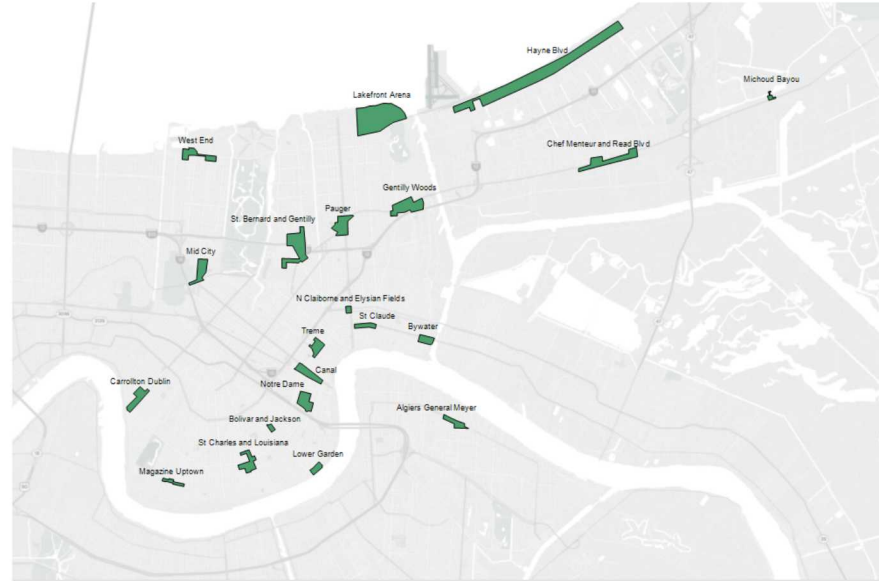 Hayne Blvd
Michoud Bayou
Lakefront Arena
West End
Chef Menteur and Read Blvd
Gentilly Woods
Pauger
St. Bernard and Gentilly
Mid City
N Claiborne and Elysian Fields
St Claude
Bywater
Treme
Canal
Carrollton Dublin
Notre Dame
Algiers General Meyer
Bolivar and Jackson
St Charles and Louisiana
Lower Garden
Magazine Uptown